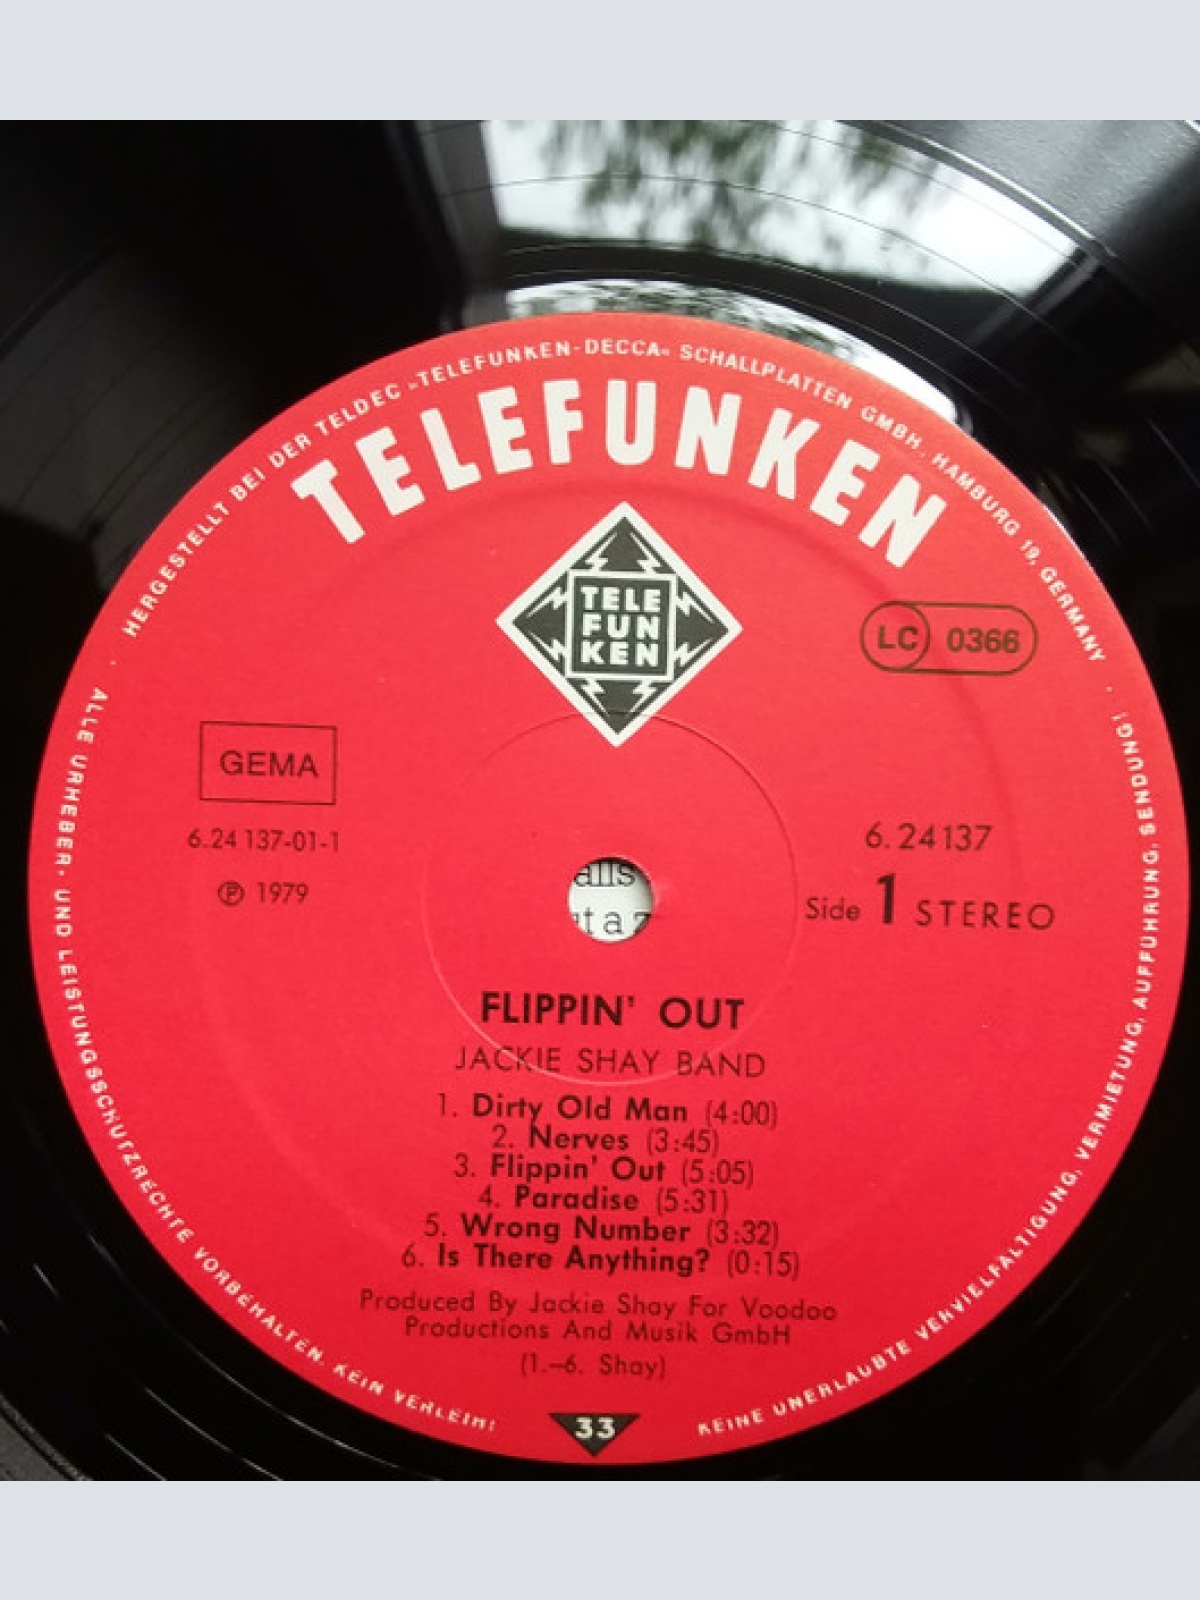 HERGESTELLT BEI DER TELDEC »TELEFUNKEN-DECCA« SCHALLPLATTEN GMBH, HAMBURG 19, GERMANY
TELEFUNKEN
TELE
FUN
KEN
LC 0366
GEMA
6.24 137-01-1
℗ 1979
6.24137
Side 1 STEREO
alls
FLIPPIN' OUT
JACKIE SHAY BAND
1. Dirty Old Man (4:00)
2. Nerves (3:45)
3. Flippin' Out (5:05)
4. Paradise (5:31)
5. Wrong Number (3:32)
6. Is There Anything? (0:15)
Produced By Jackie Shay For Voodoo
Productions And Musik GmbH
(1.–6. Shay)
33
ALLE URHEBER- UND LEISTUNGSSCHUTZRECHTE VORBEHALTEN. KEIN VERLEIH!
KEINE UNERLAUBTE VERVIELFÄLTIGUNG, VERMIETUNG, AUFFÜHRUNG, SENDUNG!